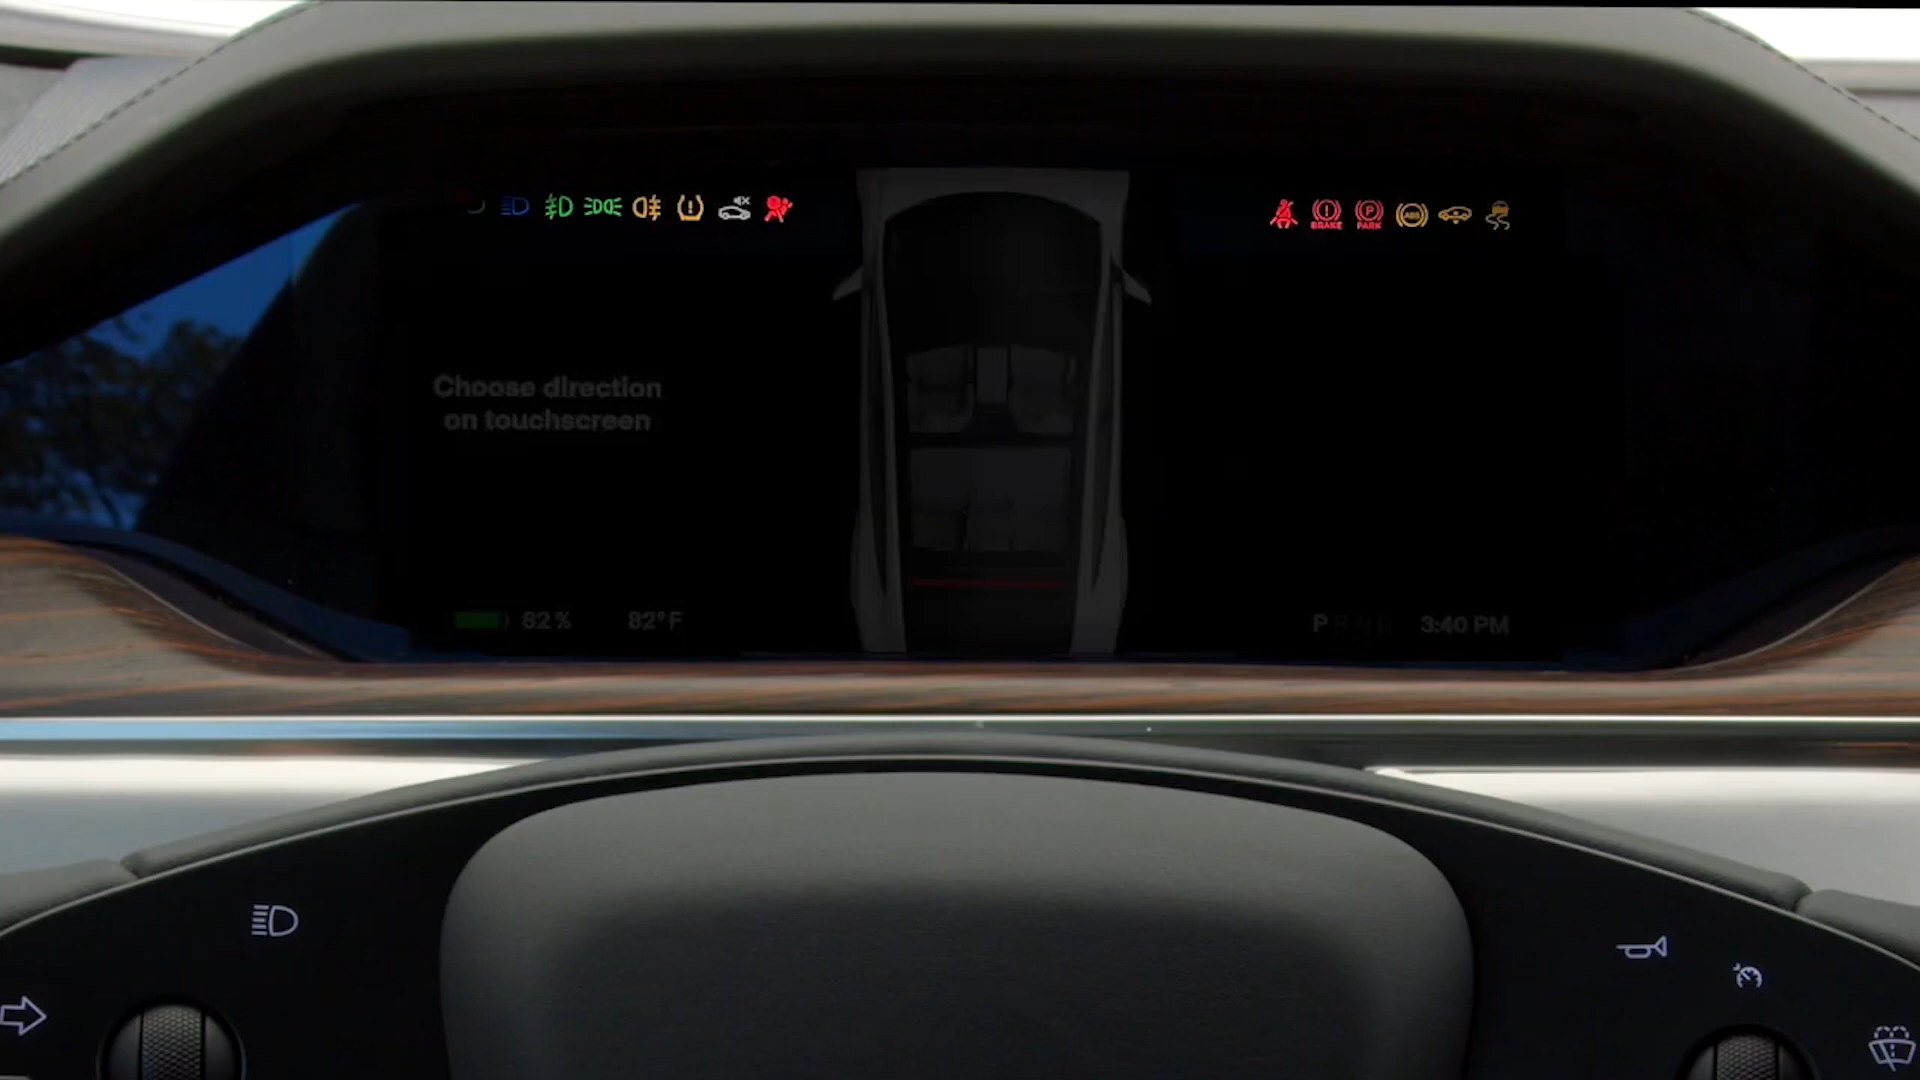 BRAKE
PARK
ABS
Choose direction
on touchscreen
82% 82°F
P R N D 3:40 PM